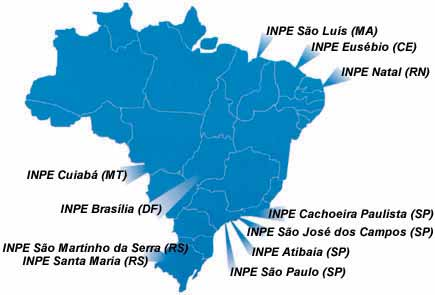 INPE São Luís (MA)
INPE Eusébio (CE)
INPE Natal (RN)
INPE Cuiabá (MT)
INPE Brasília (DF)
INPE Cachoeira Paulista (SP)
INPE São José dos Campos (SP)
INPE São Martinho da Serra (RS)
INPE Atibaia (SP)
INPE Santa Maria (RS)
INPE São Paulo (SP)